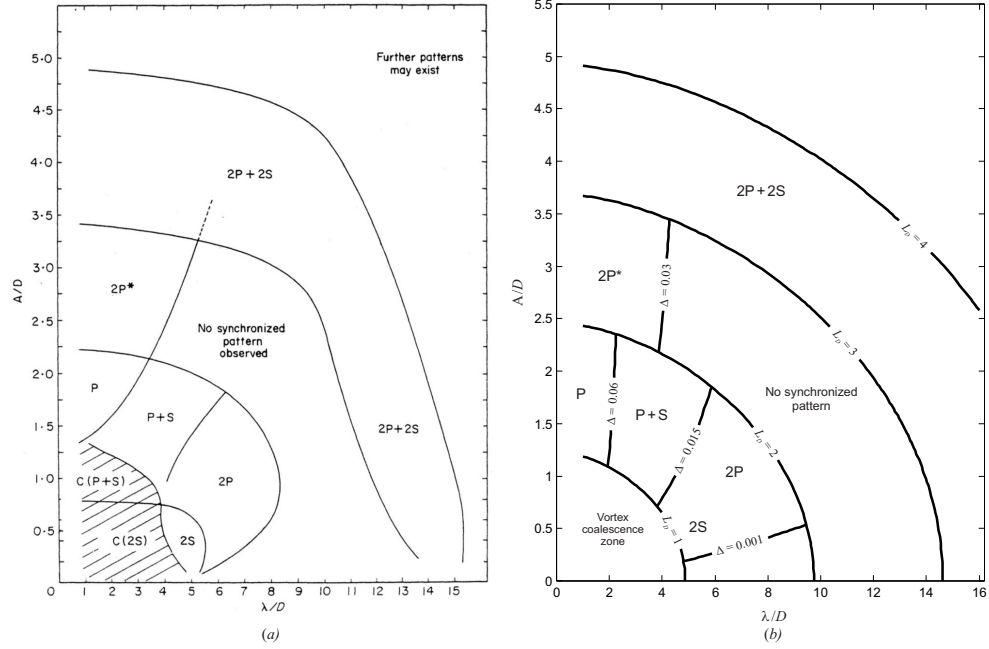 Further patterns
may exist
5·0
4·5
4·0
3·5
3·0
2·5
2·0
1·5
1·0
0·5
A/D
2P + 2S
2P*
No synchronized
pattern
observed
P
P + S
2P + 2S
C(P+S)
2P
C(2S)
2S
0 1 2 3 4 5 6 7 8 9 10 11 12 13 14 15
λ/D
(a)
5.5
5
4.5
4
3.5
3
2.5
2
1.5
1
0.5
0
A/D
2P + 2S
L_D = 4
2P*
Δ = 0.03
L_D = 3
No synchronized
pattern
P
Δ = 0.06
P + S
Δ = 0.015
L_D = 2
2P
Vortex
coalescence
zone
L_D = 1
2S
Δ = 0.001
0 2 4 6 8 10 12 14 16
λ/D
(b)